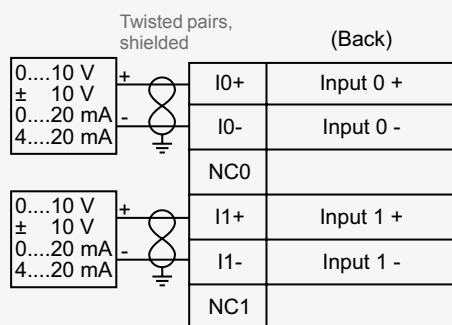 Twisted pairs,
shielded
(Back)
0....10 V
± 10 V
0....20 mA
4....20 mA
+
-
I0+ Input 0 +
I0- Input 0 -
NC0
0....10 V
± 10 V
0....20 mA
4....20 mA
+
-
I1+ Input 1 +
I1- Input 1 -
NC1